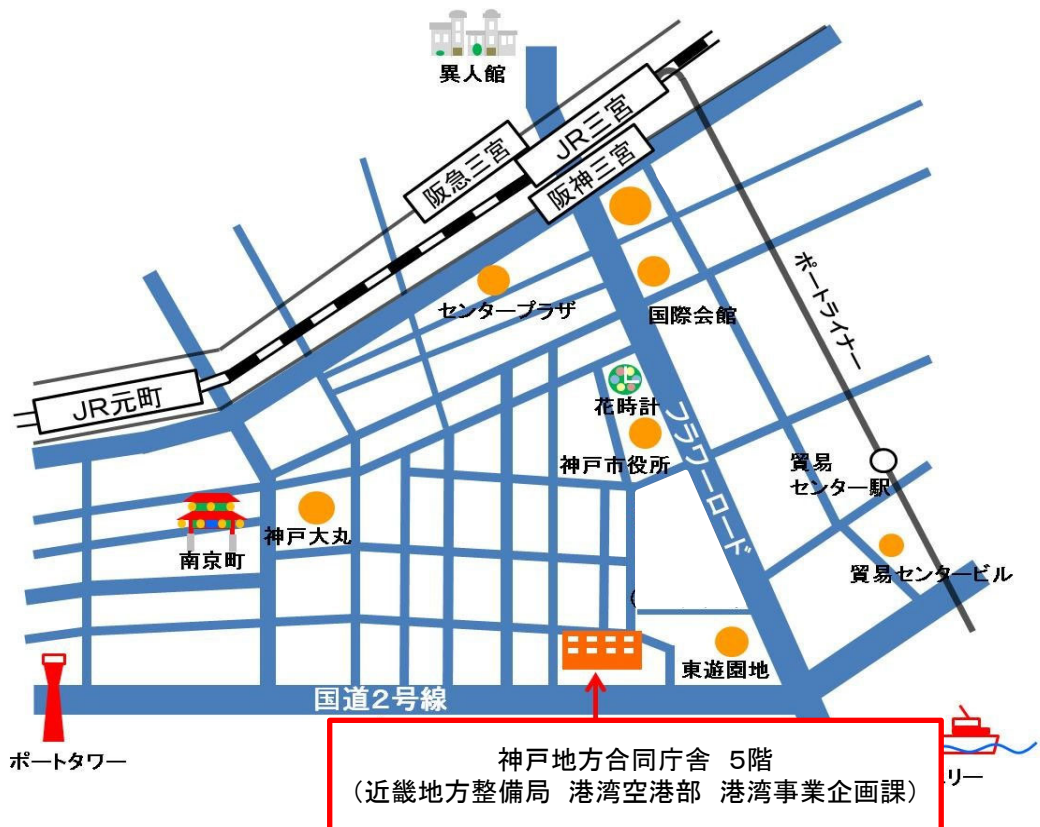 異人館
JR三宮
阪急三宮
阪神三宮
ポートライナー
センタープラザ
国際会館
JR元町
花時計
フラワーロード
神戸市役所
貿易
センター駅
神戸大丸
南京町
貿易センタービル
東遊園地
国道2号線
ポートタワー
神戸地方合同庁舎 5階
(近畿地方整備局 港湾空港部 港湾事業企画課)
リー